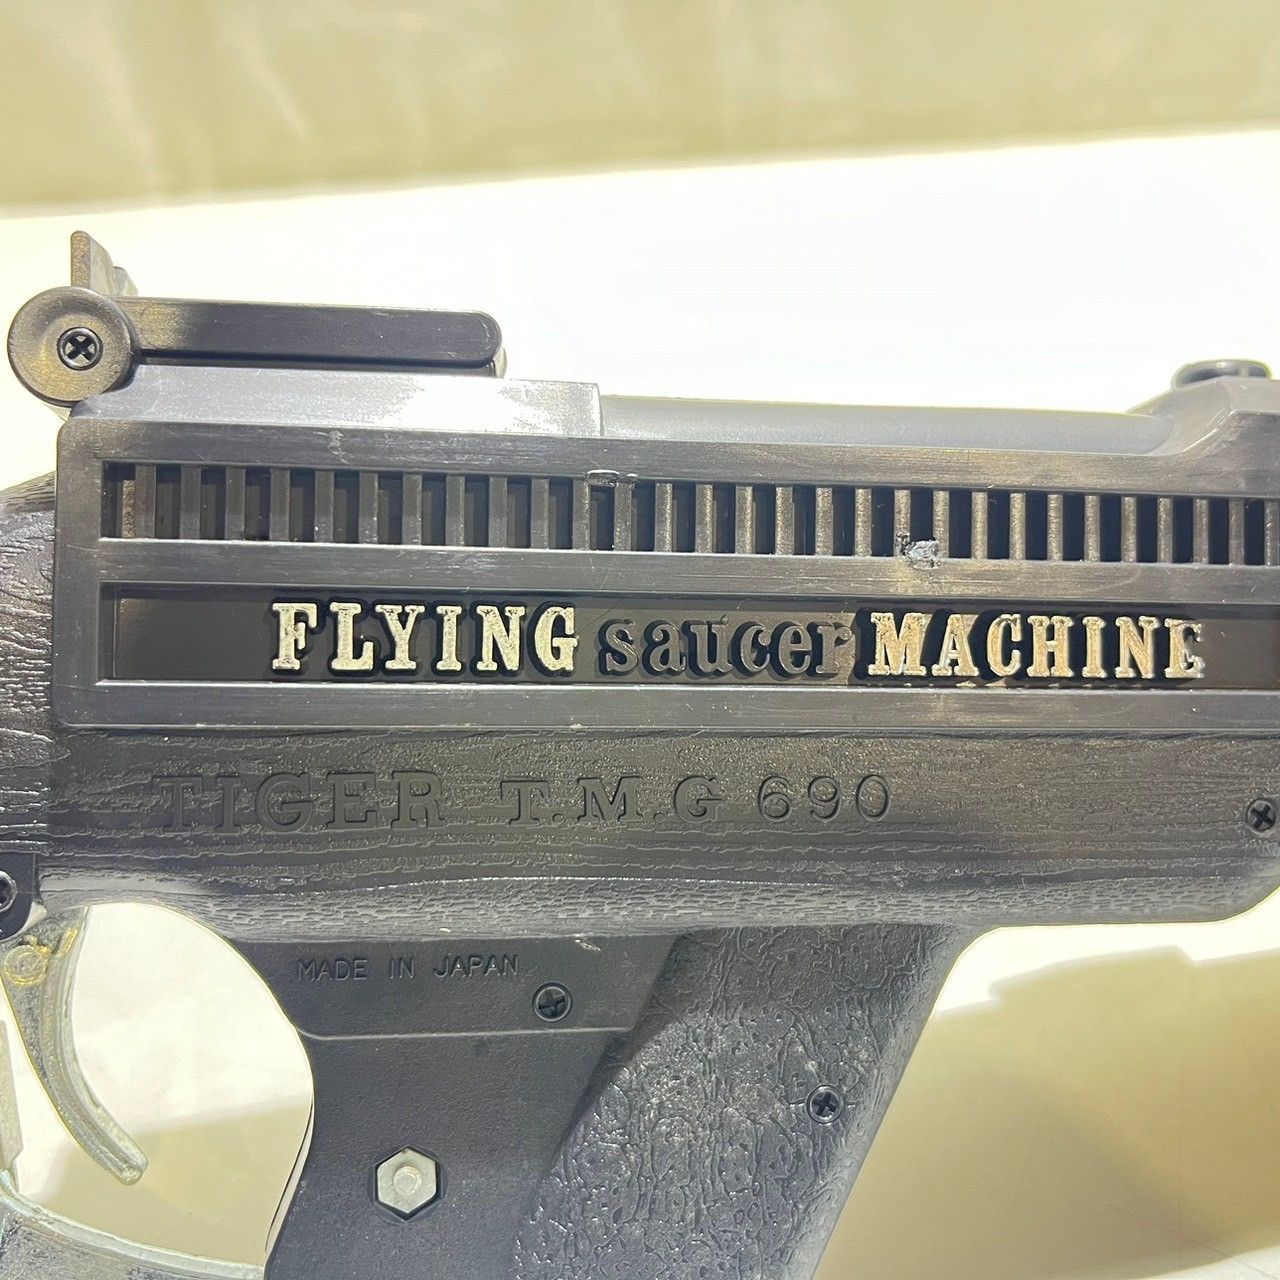 FLYING saucer MACHINE
TIGER T.M.G 690
MADE IN JAPAN